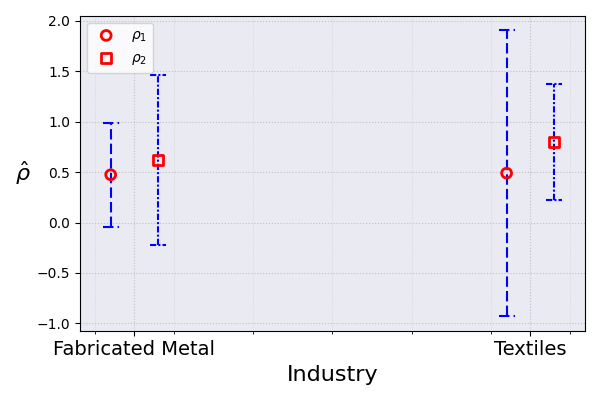 ρ₁
ρ₂
2.0
1.5
1.0
0.5
0.0
−0.5
−1.0
ρ̂
Fabricated Metal
Textiles
Industry